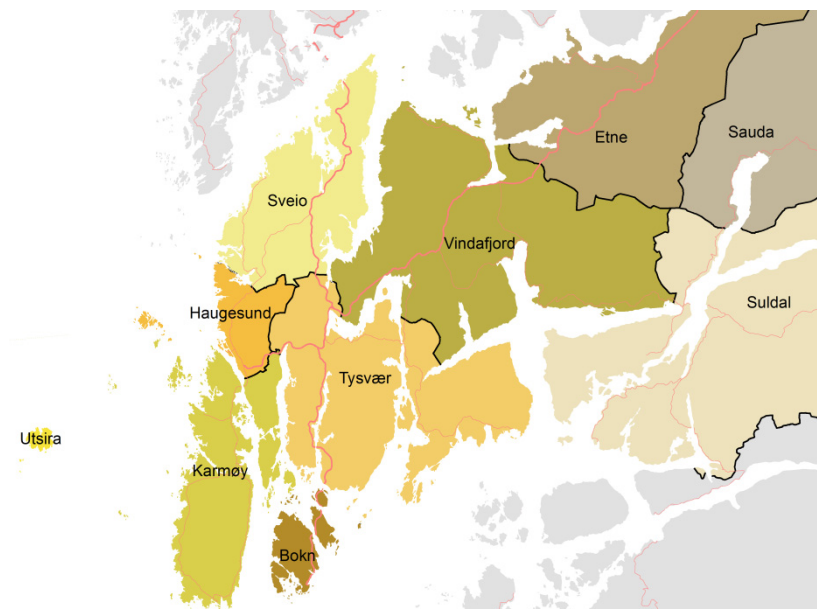 Etne
Sauda
Sveio
Vindafjord
Suldal
Haugesund
Tysvær
Utsira
Karmøy
Bokn